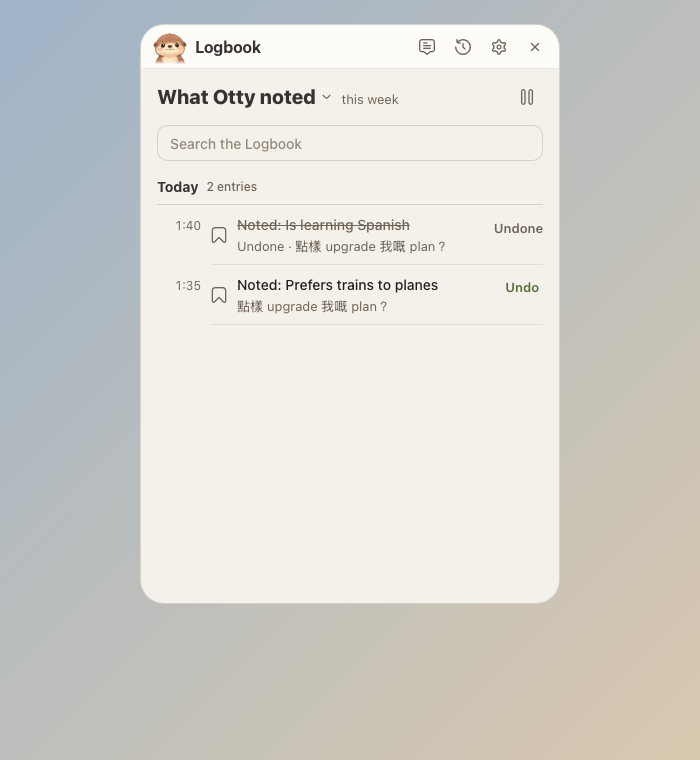 Logbook
What Otty noted this week
Search the Logbook
Today 2 entries
1:40 Noted: Is learning Spanish Undone
Undone · 點樣 upgrade 我嘅 plan？
1:35 Noted: Prefers trains to planes Undo
點樣 upgrade 我嘅 plan？